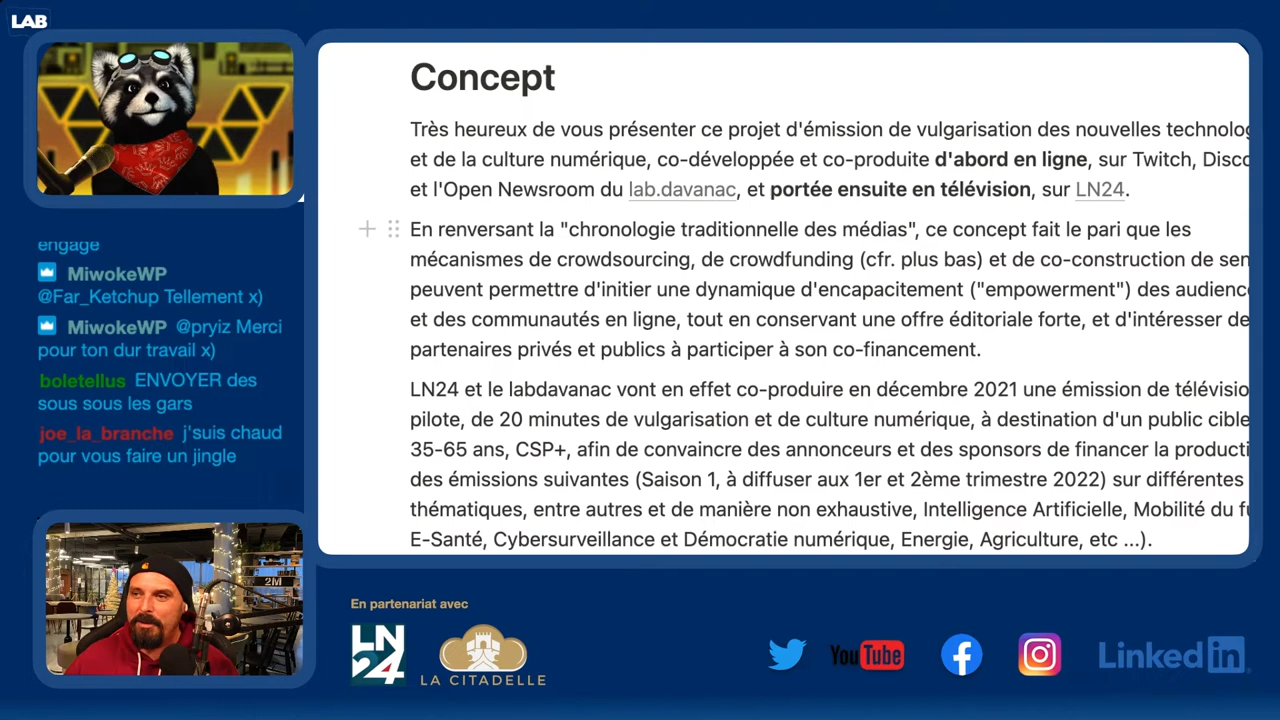 LAB
engage
MiwokeWP
@Far_Ketchup Tellement x)
MiwokeWP @pryiz Merci
pour ton dur travail x)
boletellus ENVOYER des
sous sous les gars
joe_la_branche j'suis chaud
pour vous faire un jingle
2M
Concept
Très heureux de vous présenter ce projet d'émission de vulgarisation des nouvelles technolog
et de la culture numérique, co-développée et co-produite d'abord en ligne, sur Twitch, Disco
et l'Open Newsroom du lab.davanac, et portée ensuite en télévision, sur LN24.
En renversant la "chronologie traditionnelle des médias", ce concept fait le pari que les
mécanismes de crowdsourcing, de crowdfunding (cfr. plus bas) et de co-construction de sen
peuvent permettre d'initier une dynamique d'encapacitement ("empowerment") des audienc
et des communautés en ligne, tout en conservant une offre éditoriale forte, et d'intéresser de
partenaires privés et publics à participer à son co-financement.
LN24 et le labdavanac vont en effet co-produire en décembre 2021 une émission de télévisio
pilote, de 20 minutes de vulgarisation et de culture numérique, à destination d'un public cible
35-65 ans, CSP+, afin de convaincre des annonceurs et des sponsors de financer la producti
des émissions suivantes (Saison 1, à diffuser aux 1er et 2ème trimestre 2022) sur différentes
thématiques, entre autres et de manière non exhaustive, Intelligence Artificielle, Mobilité du fu
E-Santé, Cybersurveillance et Démocratie numérique, Energie, Agriculture, etc ...).
En partenariat avec
LN
24
LA CITADELLE
YouTube
LinkedIn